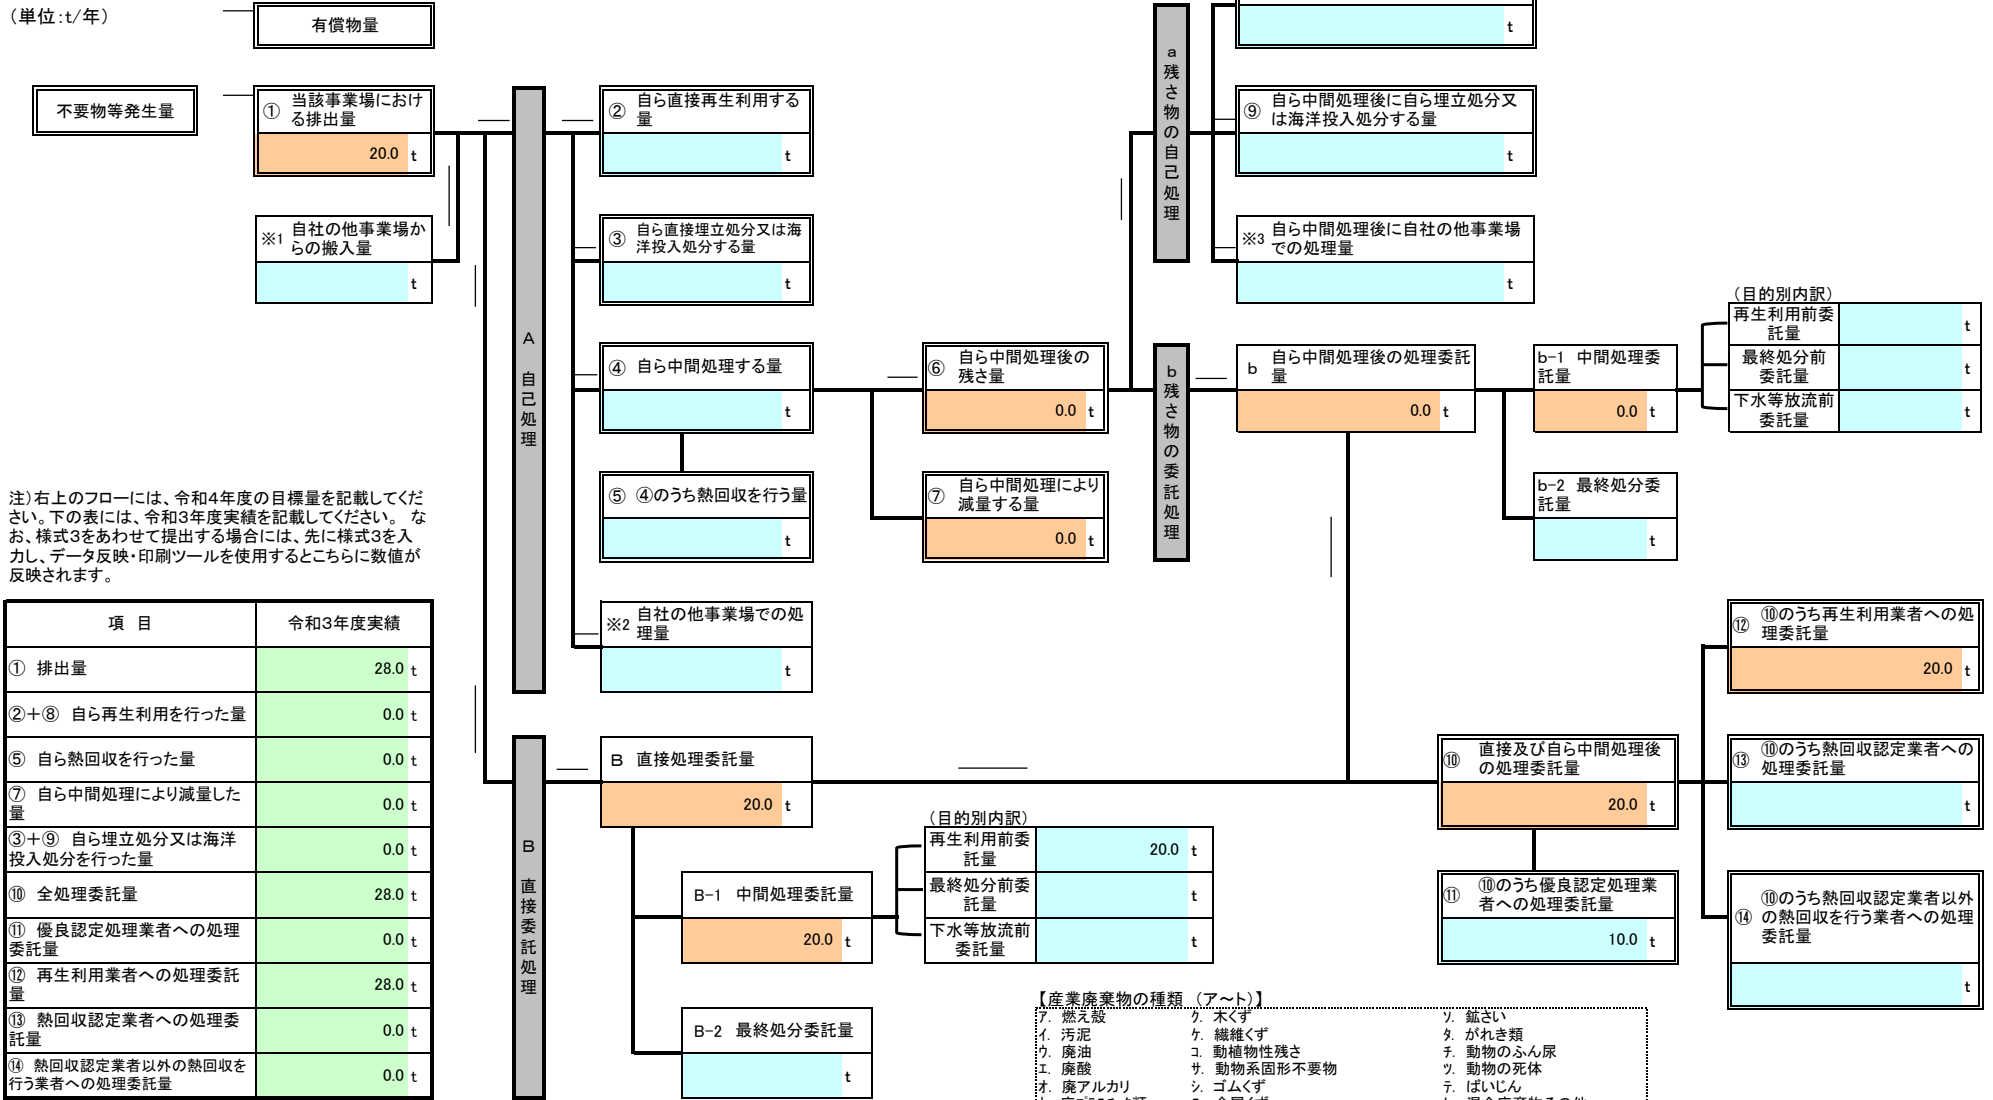 (単位:t/年)
有償物量
不要物等発生量
① 当該事業場におけ
る排出量
20.0 t
※1 自社の他事業場か
らの搬入量
t
A 自己処理
② 自ら直接再生利用する
量
t
③ 自ら直接埋立処分又は海
洋投入処分する量
t
④ 自ら中間処理する量
t
⑤ ④のうち熱回収を行う量
t
※2 自社の他事業場での処
理量
t
⑥ 自ら中間処理後の
残さ量
0.0 t
⑦ 自ら中間処理により
減量する量
0.0 t
a 残さ物の自己処理
t
⑨ 自ら中間処理後に自ら埋立処分又
は海洋投入処分する量
t
※3 自ら中間処理後に自社の他事業場
での処理量
t
b 残さ物の委託処理
b 自ら中間処理後の処理委託
量
0.0 t
b-1 中間処理委
託量
0.0 t
b-2 最終処分委
託量
t
(目的別内訳)
再生利用前委
託量
t
最終処分前
委託量
t
下水等放流前
委託量
t
注)右上のフローには、令和4年度の目標量を記載してくだ
さい。下の表には、令和3年度実績を記載してください。 な
お、様式3をあわせて提出する場合には、先に様式3を入
力し、データ反映・印刷ツールを使用するとこちらに数値が
反映されます。
項 目 令和3年度実績
① 排出量 28.0 t
②+⑧ 自ら再生利用を行った量 0.0 t
⑤ 自ら熱回収を行った量 0.0 t
⑦ 自ら中間処理により減量した
量 0.0 t
③+⑨ 自ら埋立処分又は海洋
投入処分を行った量 0.0 t
⑩ 全処理委託量 28.0 t
⑪ 優良認定処理業者への処理
委託量 0.0 t
⑫ 再生利用業者への処理委託
量 28.0 t
⑬ 熱回収認定業者への処理委
託量 0.0 t
⑭ 熱回収認定業者以外の熱回収を
行う業者への処理委託量 0.0 t
B 直接委託処理
B 直接処理委託量
20.0 t
B-1 中間処理委託量
20.0 t
B-2 最終処分委託量
t
(目的別内訳)
再生利用前委
託量
20.0 t
最終処分前委
託量
t
下水等放流前
委託量
t
⑩ 直接及び自ら中間処理後
の処理委託量
20.0 t
⑪ ⑩のうち優良認定処理業
者への処理委託量
10.0 t
⑫ ⑩のうち再生利用業者への処
理委託量
20.0 t
⑬ ⑩のうち熱回収認定業者への
処理委託量
t
⑭ ⑩のうち熱回収認定業者以外
の熱回収を行う業者への処理
委託量
t
【産業廃棄物の種類 (ア~ト)】
ア. 燃え殻 ク. 木くず ソ. 鉱さい
イ. 汚泥 ケ. 繊維くず タ. がれき類
ウ. 廃油 コ. 動植物性残さ チ. 動物のふん尿
エ. 廃酸 サ. 動物系固形不要物 ツ. 動物の死体
オ. 廃アルカリ シ. ゴムくず テ. ばいじん